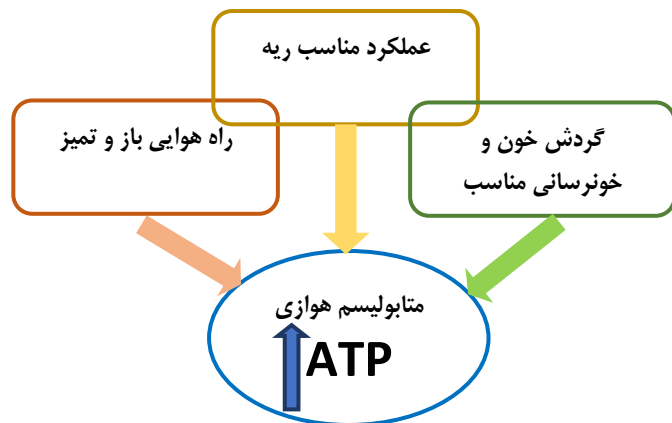 عملکرد مناسب ریه
گردش خون و
خونرسانی مناسب
راه هوایی باز و تمیز
متابولیسم هوازی
ATP